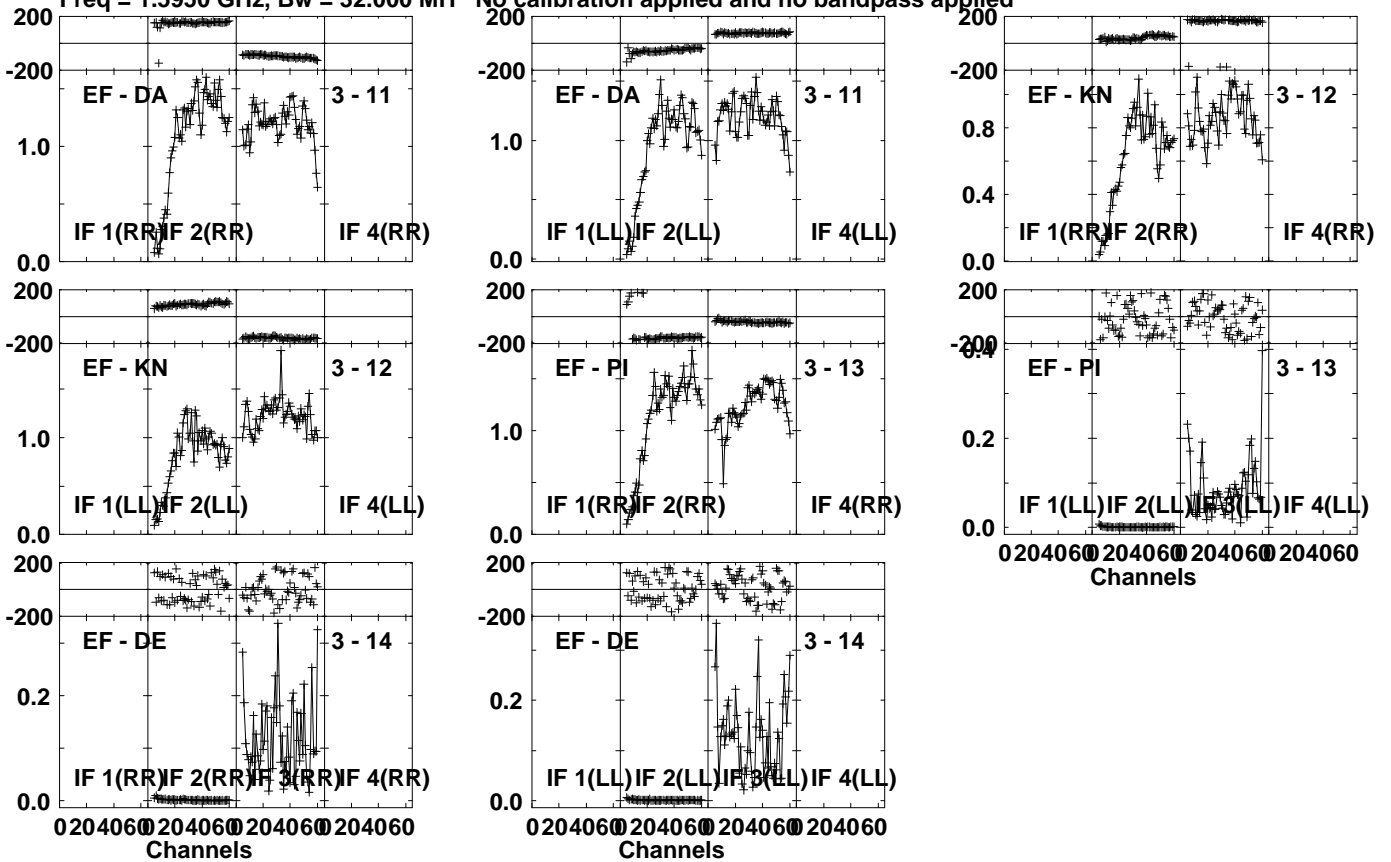 Freq = 1.5950 GHz, Bw = 32.000 MH No calibration applied and no bandpass applied
200
-200
EF - DA 3 - 11
1.0
IF 1(RR) IF 2(RR) IF 4(RR)
0.0
200
-200
EF - DA 3 - 11
1.0
IF 1(LL) IF 2(LL) IF 4(LL)
0.0
200
-200
EF - KN 3 - 12
0.8
0.4
IF 1(RR) IF 2(RR) IF 4(RR)
0.0
200
-200
EF - KN 3 - 12
1.0
IF 1(LL) IF 2(LL) IF 4(LL)
0.0
200
-200
EF - PI 3 - 13
1.0
IF 1(RR) IF 2(RR) IF 4(RR)
0.0
200
-200
0.4
EF - PI 3 - 13
0.2
IF 1(LL) IF 2(LL) IF 3(LL) IF 4(LL)
0.0
0 20 40 60 0 20 40 60 0 20 40 60 0 20 40 60
Channels
200
-200
EF - DE 3 - 14
0.2
IF 1(RR) IF 2(RR) IF 3(RR) IF 4(RR)
0.0
0 20 40 60 0 20 40 60 0 20 40 60 0 20 40 60
Channels
200
-200
EF - DE 3 - 14
0.2
IF 1(LL) IF 2(LL) IF 3(LL) IF 4(LL)
0.0
0 20 40 60 0 20 40 60 0 20 40 60 0 20 40 60
Channels